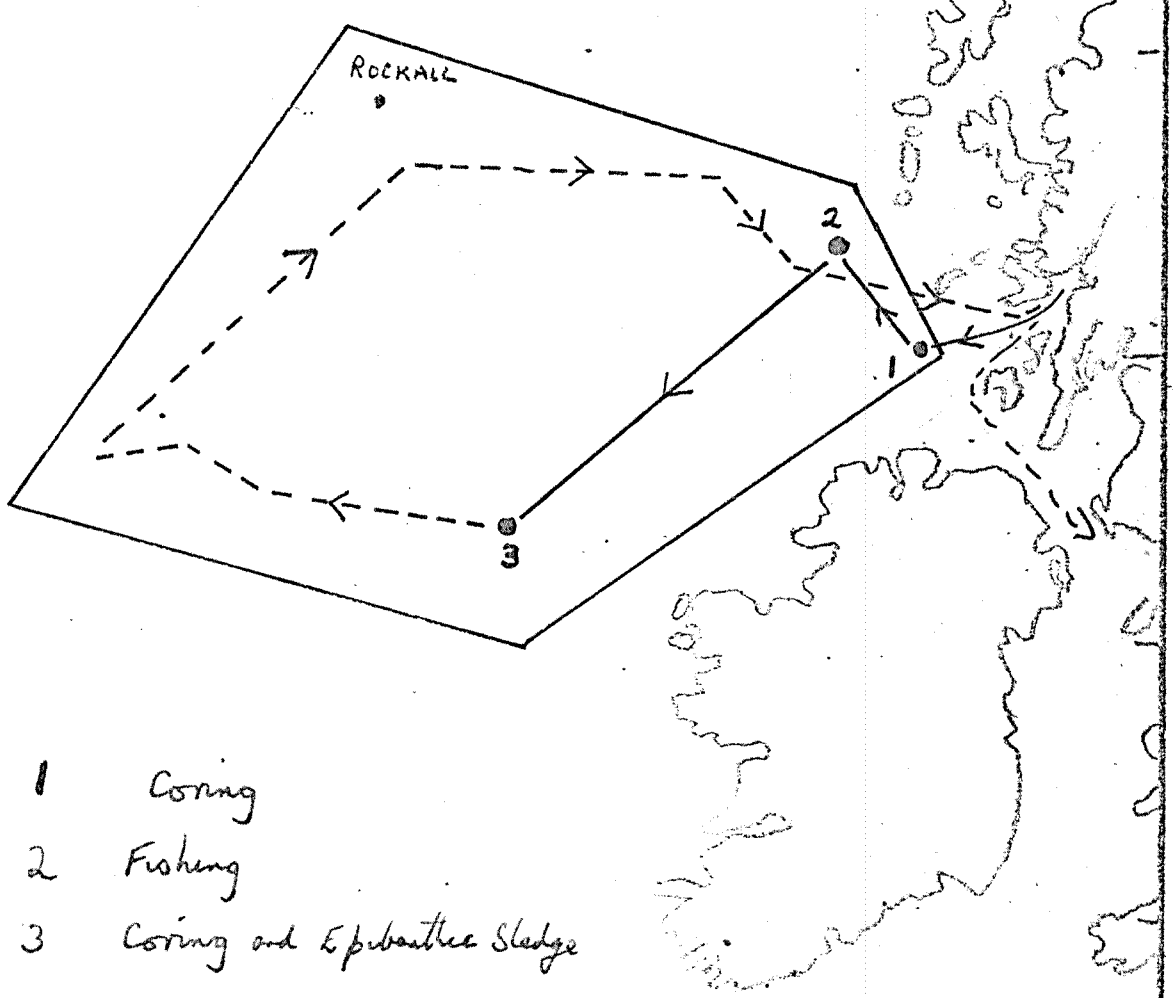 ROCKALL
2
1
3
1 Coring
2 Fishing
3 Coring and Epibenthic Sledge